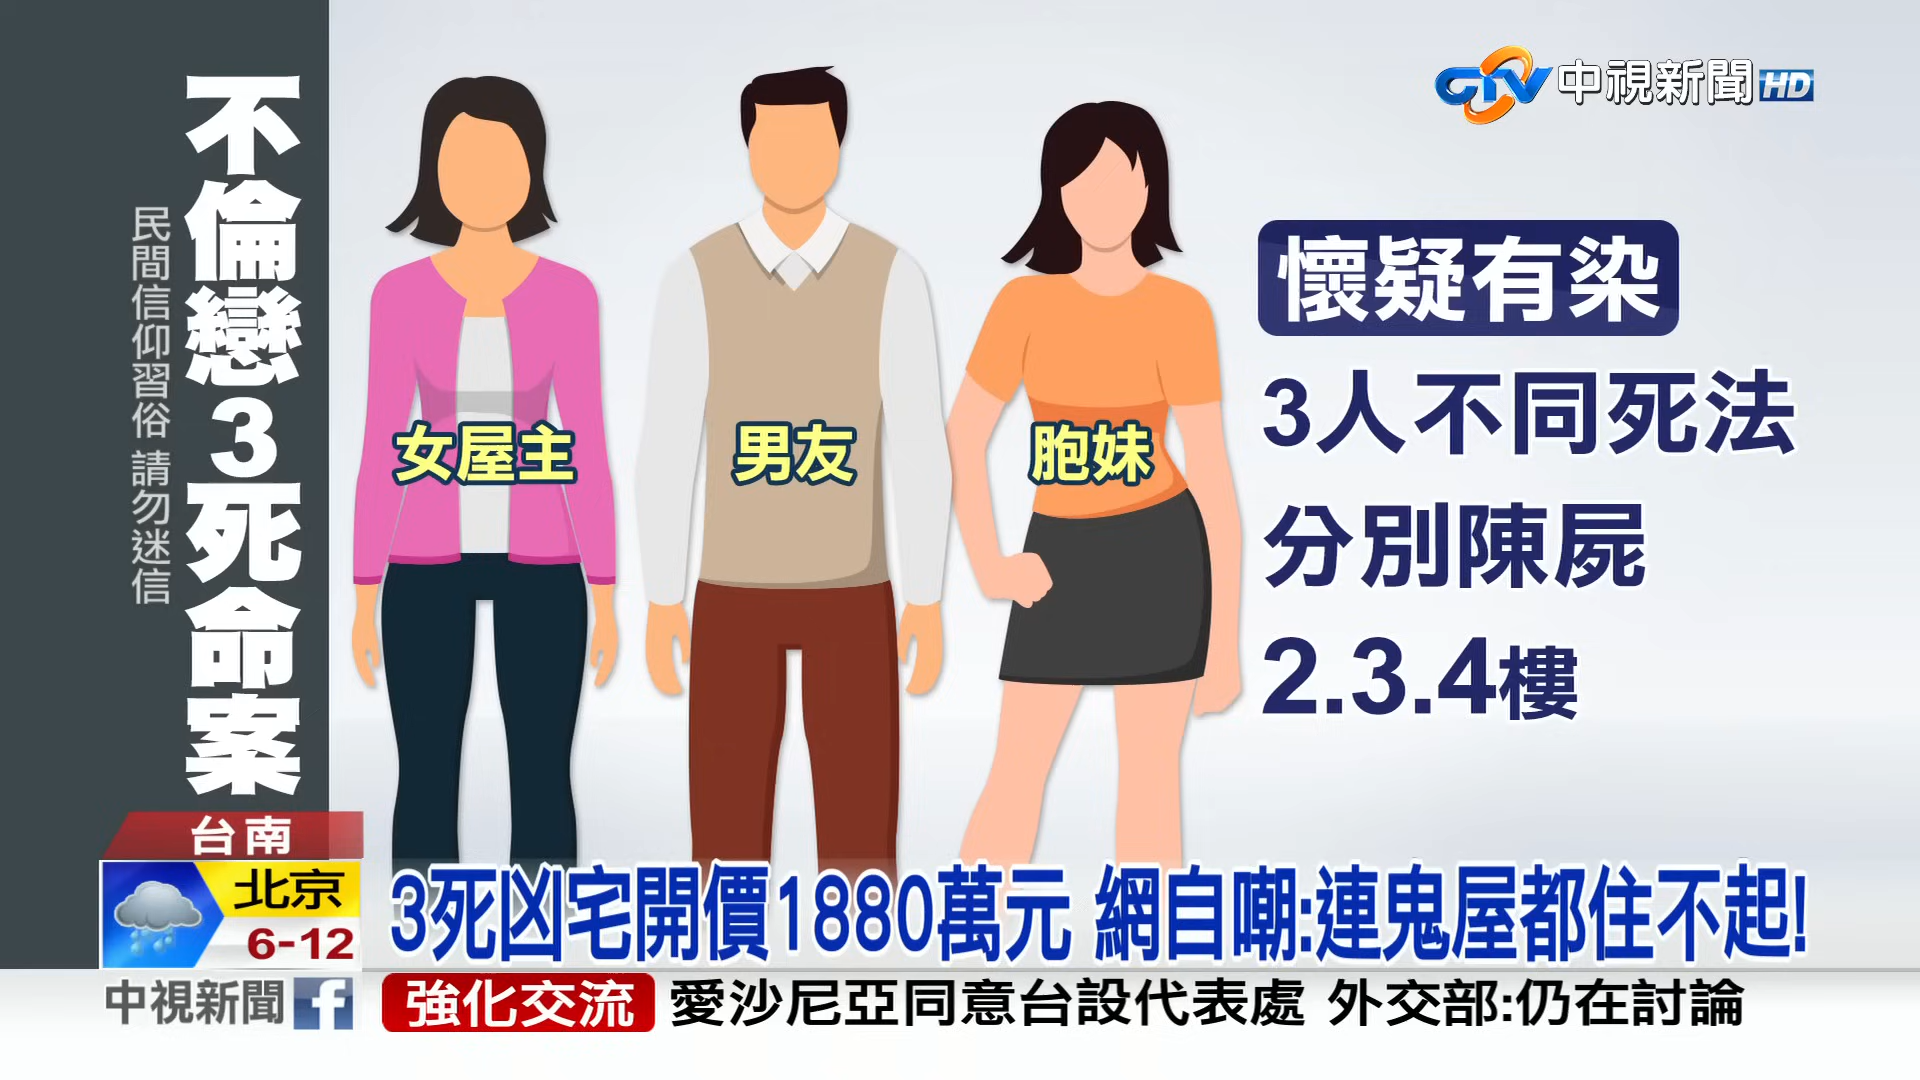 不倫戀3死命案
民間信仰習俗 請勿迷信
CTV中視新聞HD
懷疑有染
3人不同死法
分別陳屍
2.3.4樓
女屋主
男友
胞妹
台南
北京
6-12
3死凶宅開價1880萬元 網自嘲:連鬼屋都住不起!
中視新聞 f
強化交流 愛沙尼亞同意台設代表處 外交部:仍在討論